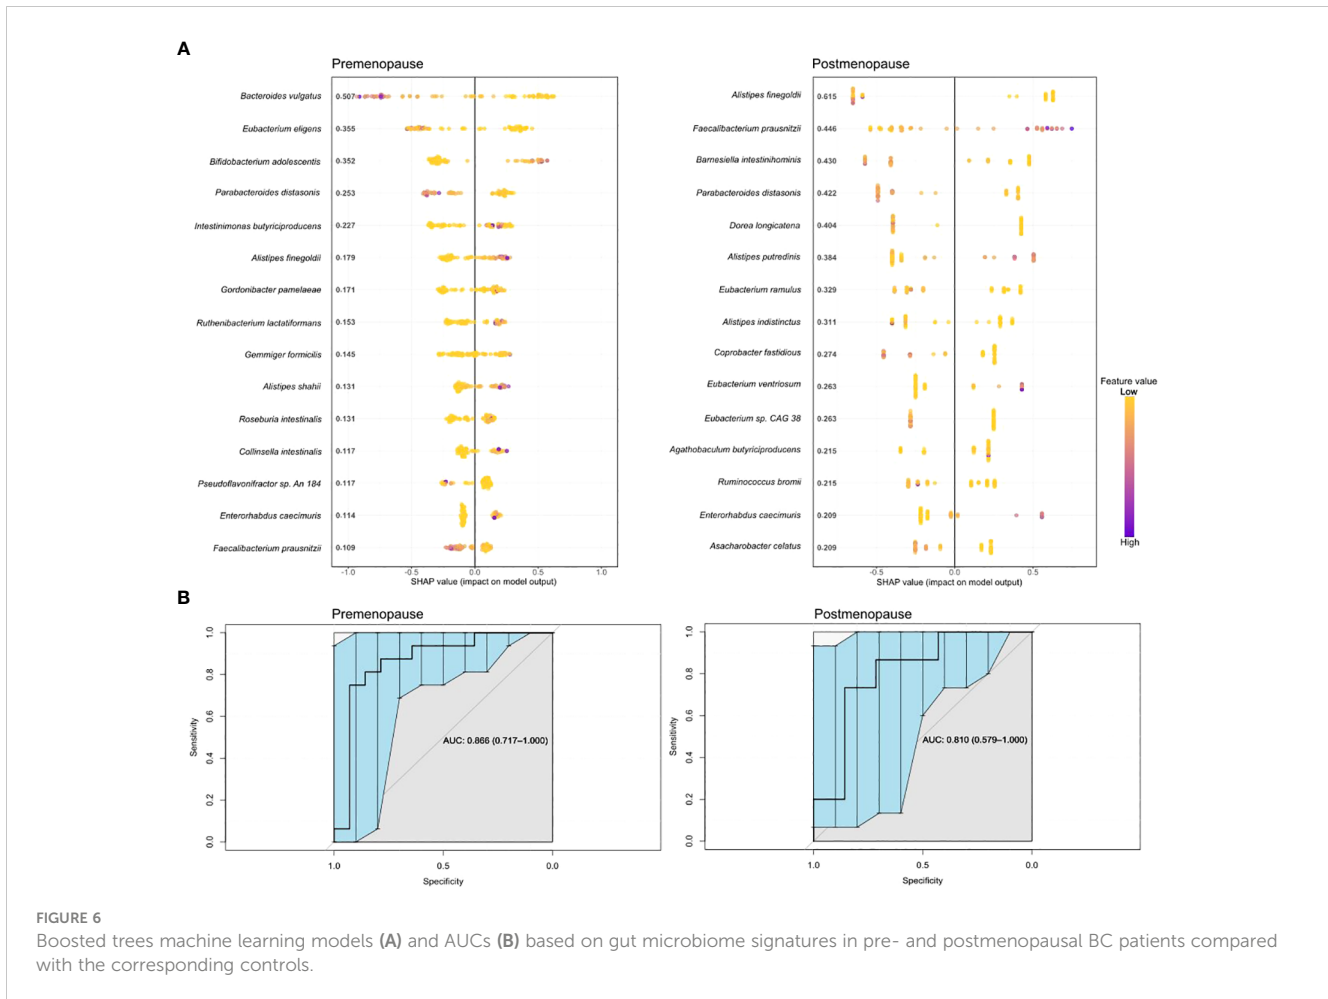 A
Premenopause
Bacteroides vulgatus 0.507
Eubacterium eligens 0.355
Bifidobacterium adolescentis 0.352
Parabacteroides distasonis 0.253
Intestinimonas butyriciproducens 0.227
Alistipes finegoldii 0.179
Gordonibacter pamelaeae 0.171
Ruthenibacterium lactatiformans 0.153
Gemmiger formicilis 0.145
Alistipes shahii 0.131
Roseburia intestinalis 0.131
Collinsella intestinalis 0.117
Pseudoflavonifractor sp. An 184 0.117
Enterorhabdus caecimuris 0.114
Faecalibacterium prausnitzii 0.109
-1.0 -0.5 0.0 0.5 1.0
SHAP value (impact on model output)
Postmenopause
Alistipes finegoldii 0.615
Faecalibacterium prausnitzii 0.446
Barnesiella intestinihominis 0.430
Parabacteroides distasonis 0.422
Dorea longicatena 0.404
Alistipes putredinis 0.384
Eubacterium ramulus 0.329
Alistipes indistinctus 0.311
Coprobacter fastidious 0.274
Eubacterium ventriosum 0.263
Eubacterium sp. CAG 38 0.263
Agathobaculum butyriciproducens 0.215
Ruminococcus bromii 0.215
Enterorhabdus caecimuris 0.209
Asacharobacter celatus 0.209
-0.5 0.0 0.5
SHAP value (impact on model output)
Feature value
Low
High
B
Premenopause
Sensitivity
1.0
0.8
0.6
0.4
0.2
0.0
AUC: 0.866 (0.717–1.000)
1.0 0.5 0.0
Specificity
Postmenopause
Sensitivity
1.0
0.8
0.6
0.4
0.2
0.0
AUC: 0.810 (0.579–1.000)
1.0 0.5 0.0
Specificity
FIGURE 6
Boosted trees machine learning models (A) and AUCs (B) based on gut microbiome signatures in pre- and postmenopausal BC patients compared
with the corresponding controls.